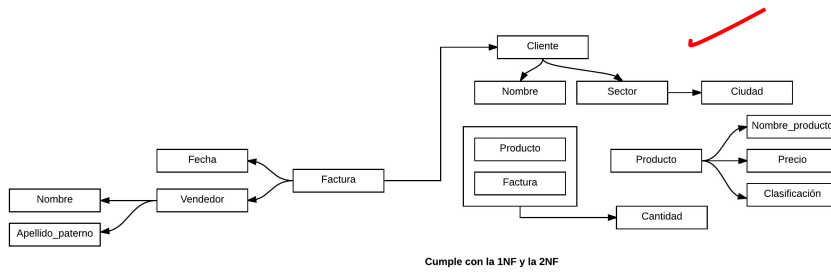 Cliente
Nombre
Sector
Ciudad
Nombre_producto
Producto
Producto
Precio
Fecha
Factura
Factura
Clasificación
Nombre
Vendedor
Cantidad
Apellido_paterno
Cumple con la 1NF y la 2NF